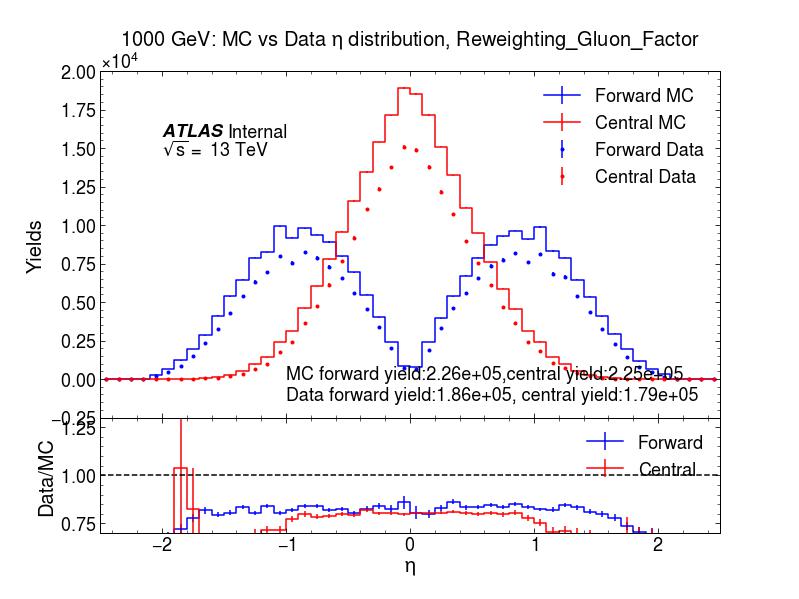 1000 GeV: MC vs Data η distribution, Reweighting_Gluon_Factor
×10⁴
2.00
1.75
1.50
1.25
1.00
0.75
0.50
0.25
0.00
−0.25
Yields
ATLAS Internal
√s = 13 TeV
Forward MC
Central MC
Forward Data
Central Data
MC forward yield:2.26e+05,central yield:2.25e+05
Data forward yield:1.86e+05, central yield:1.79e+05
1.25
1.00
0.75
Data/MC
Forward
Central
−2 −1 0 1 2
η